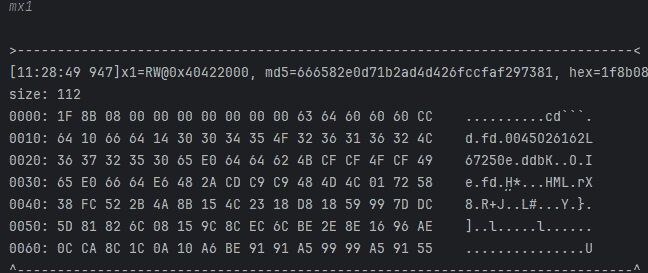 mx1
>-----------------------------------------------------------------------------<
[11:28:49 947]x1=RW@0x40422000, md5=666582e0d71b2ad4d426fccfaf297381, hex=1f8b08
size: 112
0000: 1F 8B 08 00 00 00 00 00 00 00 63 64 60 60 60 CC    ..........cd```.
0010: 64 10 66 64 14 30 30 34 35 4F 32 36 31 36 32 4C    d.fd.0045O26162L
0020: 36 37 32 35 30 65 E0 64 64 62 4B CF CF 4F CF 49    67250e.ddbK..O.I
0030: 65 E0 66 64 E6 48 2A CD C9 C9 48 4D 4C 01 72 58    e.fd.H*...HML.rX
0040: 38 FC 52 2B 4A 8B 15 4C 23 18 D8 18 59 99 7D DC    8.R+J..L#...Y.}.
0050: 5D 81 82 6C 08 15 9C 8C EC 6C BE 2E 8E 16 96 AE    ]..l.....l......
0060: 0C CA 8C 1C 0A 10 A6 BE 91 91 A5 99 99 A5 91 55    ...............U
^-----------------------------------------------------------------------------^